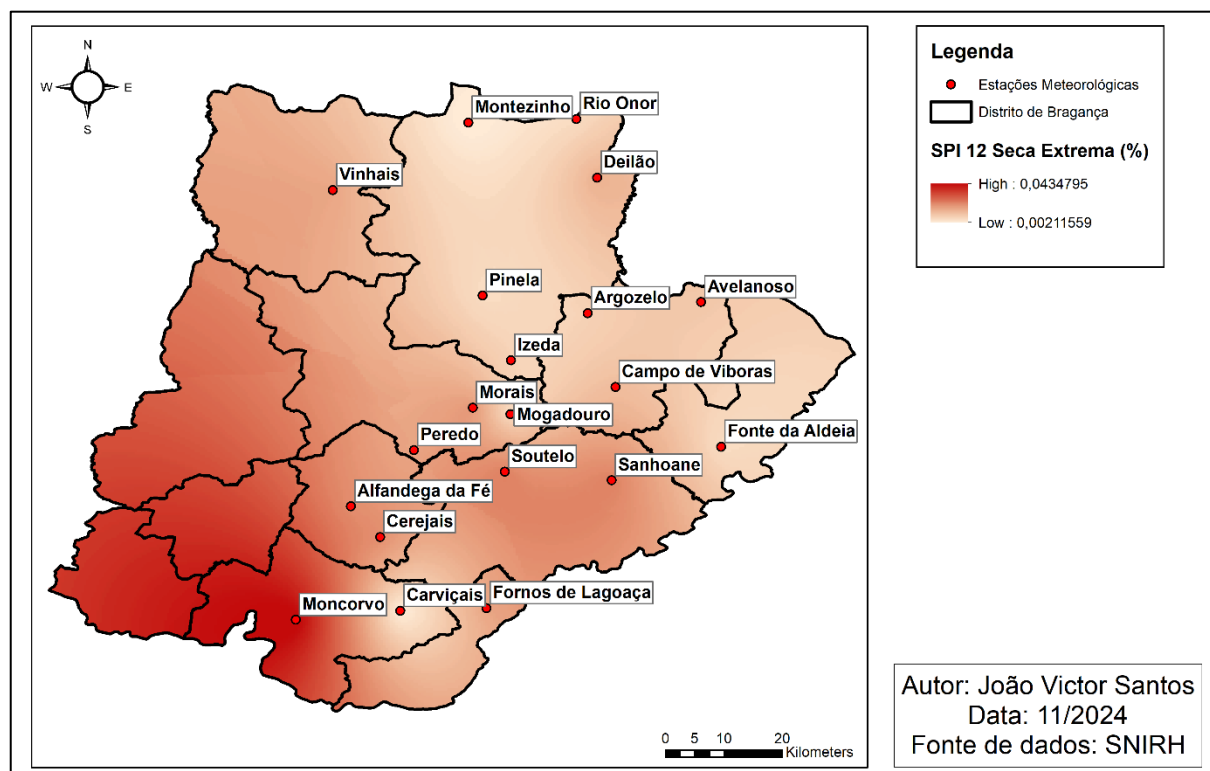 N
W E
S
Montezinho
Rio Onor
Deilão
Vinhais
Pinela
Argozelo
Avelanoso
Izeda
Campo de Viboras
Morais
Mogadouro
Peredo
Fonte da Aldeia
Soutelo
Sanhoane
Alfandega da Fé
Cerejais
Moncorvo
Carviçais
Fornos de Lagoaça
0 5 10 20
Kilometers
Legenda
Estações Meteorológicas
Distrito de Bragança
SPI 12 Seca Extrema (%)
High : 0,0434795
Low : 0,00211559
Autor: João Victor Santos
Data: 11/2024
Fonte de dados: SNIRH